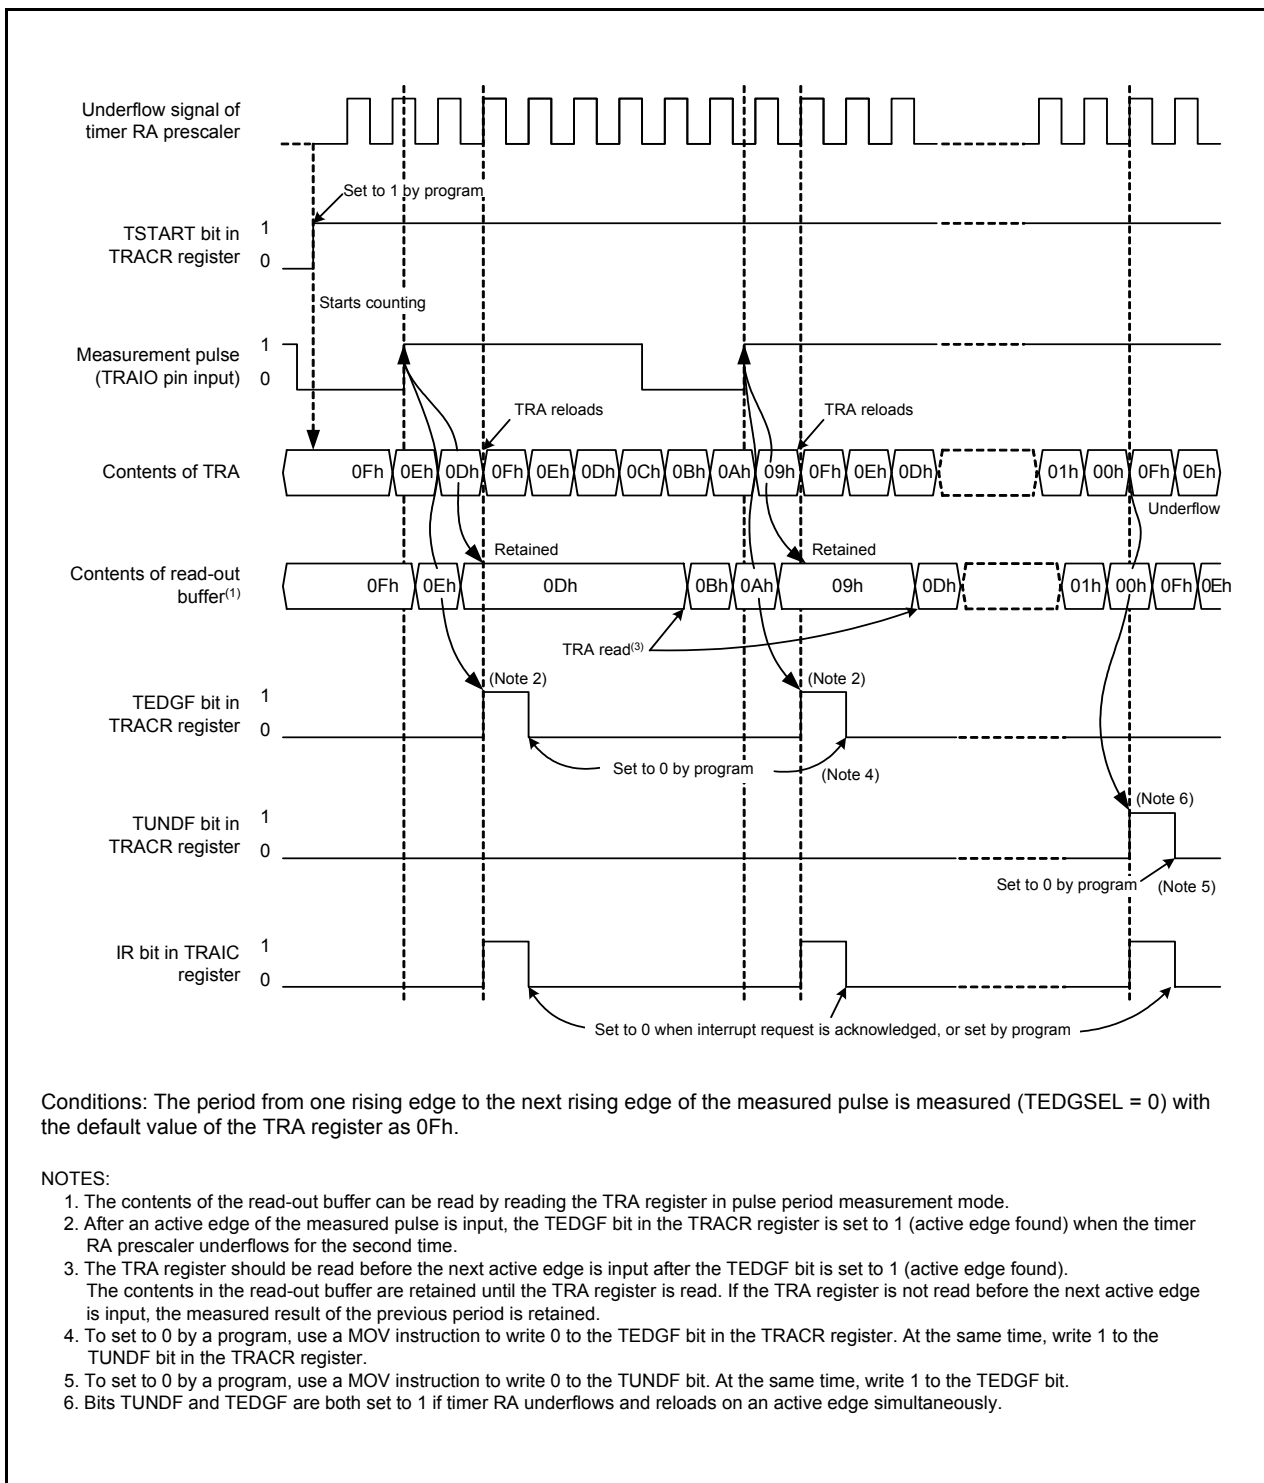 Underflow signal of
timer RA prescaler
Set to 1 by program
TSTART bit in
TRACR register
1
0
Starts counting
Measurement pulse
(TRAIO pin input)
1
0
TRA reloads
TRA reloads
Contents of TRA
0Fh 0Eh 0Dh 0Fh 0Eh 0Dh 0Ch 0Bh 0Ah 09h 0Fh 0Eh 0Dh 01h 00h 0Fh 0Eh
Underflow
Retained
Retained
Contents of read-out
buffer(1)
0Fh 0Eh 0Dh 0Bh 0Ah 09h 0Dh 01h 00h 0Fh 0Eh
TRA read(3)
(Note 2)
(Note 2)
TEDGF bit in
TRACR register
1
0
Set to 0 by program
(Note 4)
(Note 6)
TUNDF bit in
TRACR register
1
0
Set to 0 by program
(Note 5)
IR bit in TRAIC
register
1
0
Set to 0 when interrupt request is acknowledged, or set by program
Conditions: The period from one rising edge to the next rising edge of the measured pulse is measured (TEDGSEL = 0) with
the default value of the TRA register as 0Fh.
NOTES:
1. The contents of the read-out buffer can be read by reading the TRA register in pulse period measurement mode.
2. After an active edge of the measured pulse is input, the TEDGF bit in the TRACR register is set to 1 (active edge found) when the timer
RA prescaler underflows for the second time.
3. The TRA register should be read before the next active edge is input after the TEDGF bit is set to 1 (active edge found).
The contents in the read-out buffer are retained until the TRA register is read. If the TRA register is not read before the next active edge
is input, the measured result of the previous period is retained.
4. To set to 0 by a program, use a MOV instruction to write 0 to the TEDGF bit in the TRACR register. At the same time, write 1 to the
TUNDF bit in the TRACR register.
5. To set to 0 by a program, use a MOV instruction to write 0 to the TUNDF bit. At the same time, write 1 to the TEDGF bit.
6. Bits TUNDF and TEDGF are both set to 1 if timer RA underflows and reloads on an active edge simultaneously.